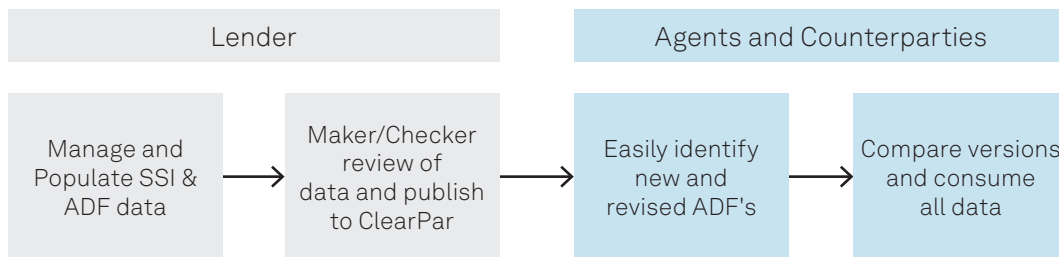 Lender
Agents and Counterparties
Manage and
Populate SSI &
ADF data
Maker/Checker
review of
data and publish
to ClearPar
Easily identify
new and
revised ADF's
Compare versions
and consume
all data